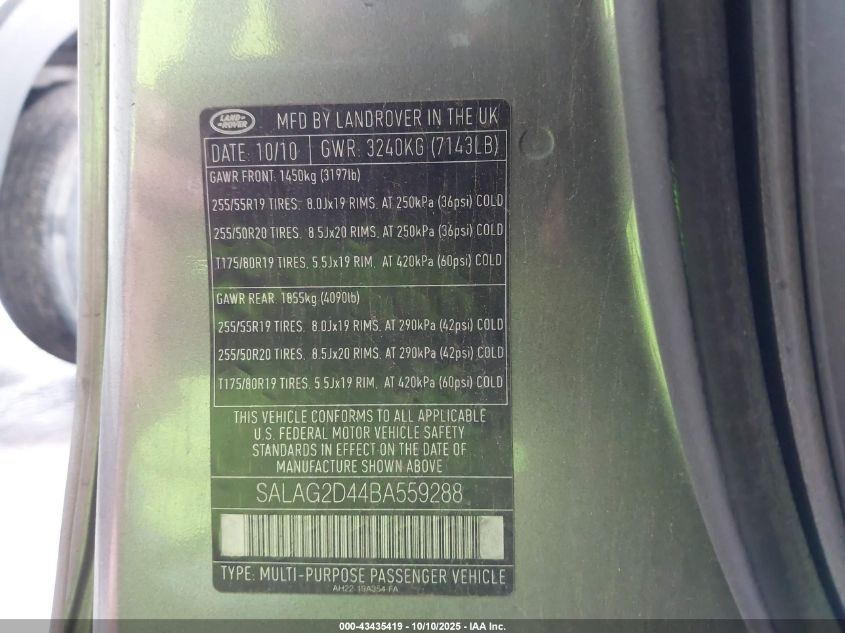 LAND ROVER MFD BY LANDROVER IN THE UK
DATE: 10/10 GWR: 3240KG (7143LB)
GAWR FRONT: 1450kg (3197lb)
255/55R19 TIRES. 8.0Jx19 RIMS. AT 250kPa (36psi) COLD
255/50R20 TIRES. 8.5Jx20 RIMS. AT 250kPa (36psi) COLD
T175/80R19 TIRES. 5.5Jx19 RIM. AT 420kPa (60psi) COLD
GAWR REAR. 1855kg (4090lb)
255/55R19 TIRES. 8.0Jx19 RIMS. AT 290kPa (42psi) COLD
255/50R20 TIRES. 8.5Jx20 RIMS. AT 290kPa (42psi) COLD
T175/80R19 TIRES. 5.5Jx19 RIM. AT 420kPa (60psi) COLD
THIS VEHICLE CONFORMS TO ALL APPLICABLE
U.S. FEDERAL MOTOR VEHICLE SAFETY
STANDARDS IN EFFECT ON THE DATE OF
MANUFACTURE SHOWN ABOVE
SALAG2D44BA559288
TYPE: MULTI-PURPOSE PASSENGER VEHICLE
AH22 19A354 FA
000-43435419 - 10/10/2025 - IAA Inc.